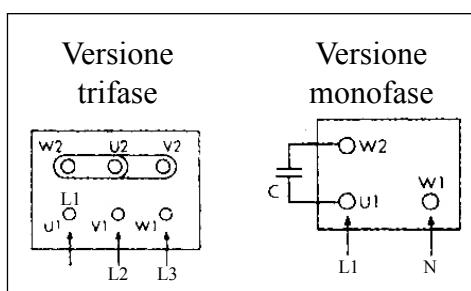 Versione
trifase
W2 U2 V2
L1
U1 V1 W1
L2 L3
Versione
monofase
W2
C
U1
W1
L1 N